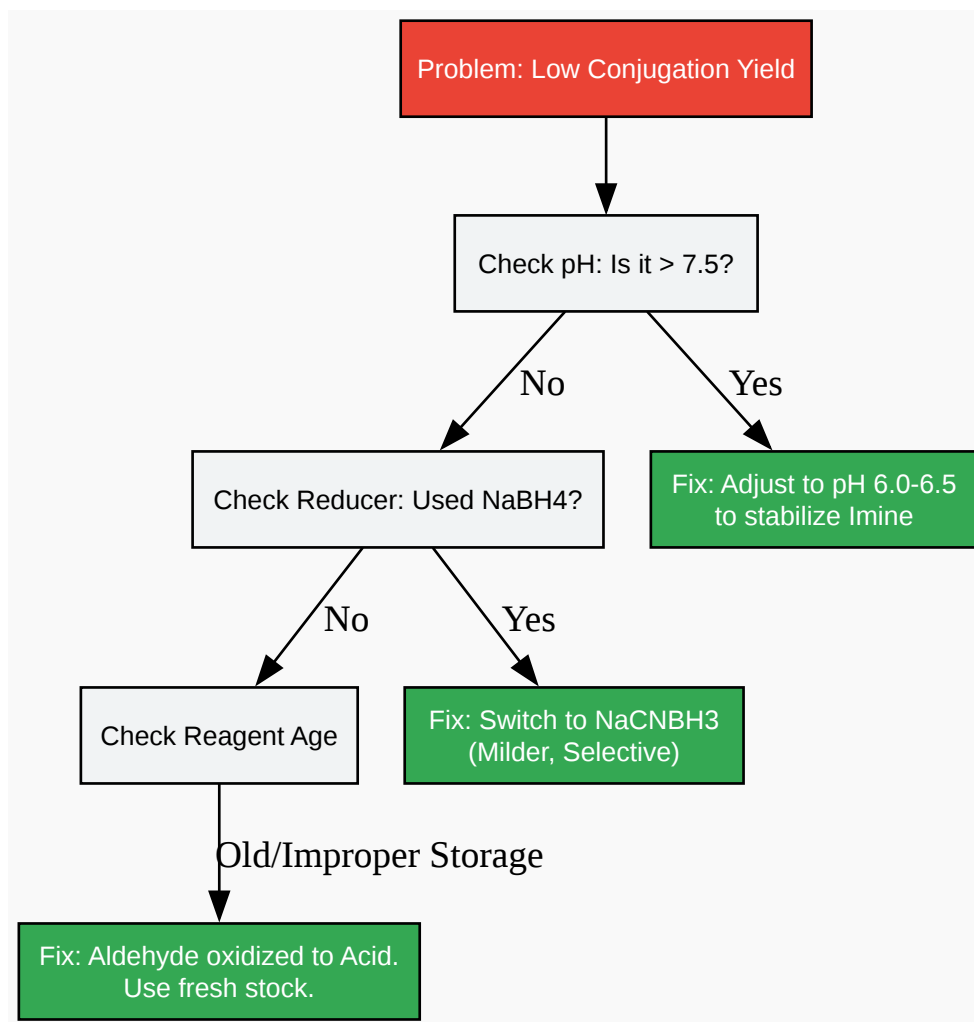 Problem: Low Conjugation Yield
Check pH: Is it > 7.5?
No
Yes
Check Reducer: Used NaBH4?
Fix: Adjust to pH 6.0-6.5
to stabilize Imine
No
Yes
Check Reagent Age
Fix: Switch to NaCNBH3
(Milder, Selective)
Old/Improper Storage
Fix: Aldehyde oxidized to Acid.
Use fresh stock.